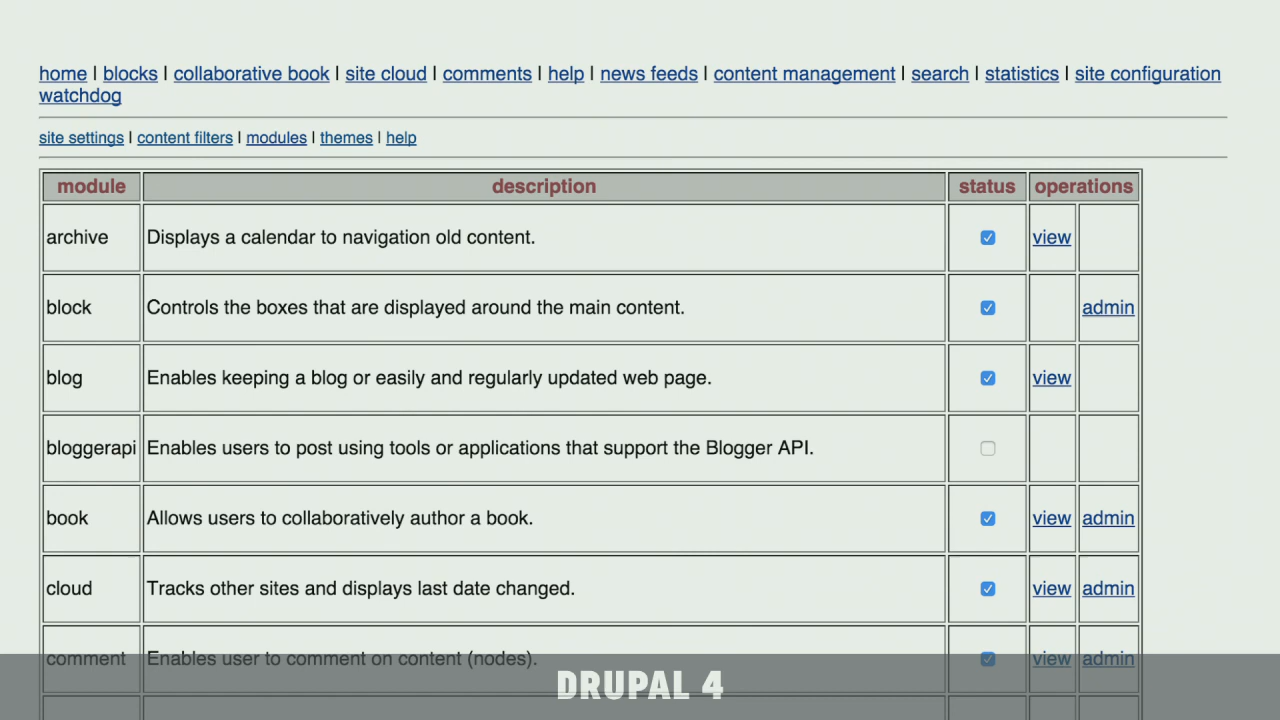 home | blocks | collaborative book | site cloud | comments | help | news feeds | content management | search | statistics | site configuration
watchdog
site settings | content filters | modules | themes | help
module description status operations
archive Displays a calendar to navigation old content. view
block Controls the boxes that are displayed around the main content. admin
blog Enables keeping a blog or easily and regularly updated web page. view
bloggerapi Enables users to post using tools or applications that support the Blogger API.
book Allows users to collaboratively author a book. view admin
cloud Tracks other sites and displays last date changed. view admin
comment Enables user to comment on content (nodes). view admin
DRUPAL 4